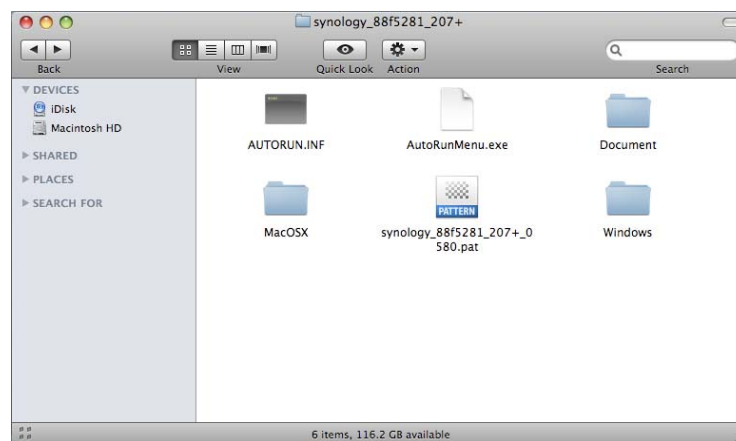 synology_88f5281_207+
Back
View
Quick Look
Action
Search
DEVICES
iDisk
Macintosh HD
SHARED
PLACES
SEARCH FOR
AUTORUN.INF
AutoRunMenu.exe
Document
MacOSX
PATTERN
synology_88f5281_207+_0
580.pat
Windows
6 items, 116.2 GB available